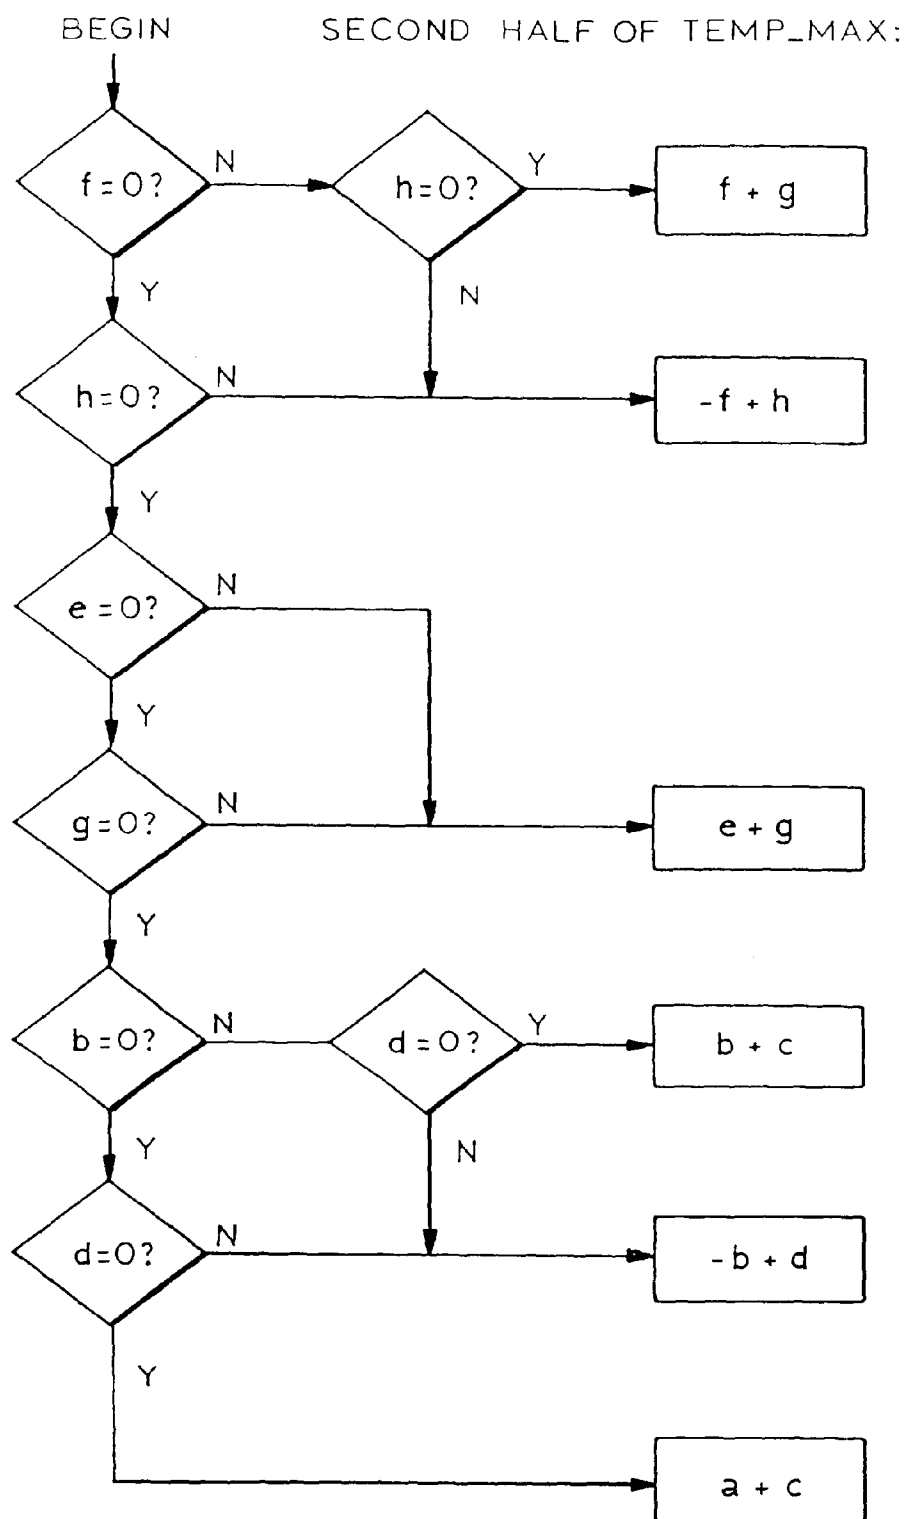 BEGIN SECOND HALF OF TEMP_MAX:
f=0? N h=0? Y f + g
Y N
h=0? N -f + h
Y
e=0? N
Y
g=0? N e + g
Y
b=0? N d=0? Y b + c
Y N
d=0? N -b + d
Y
a + c